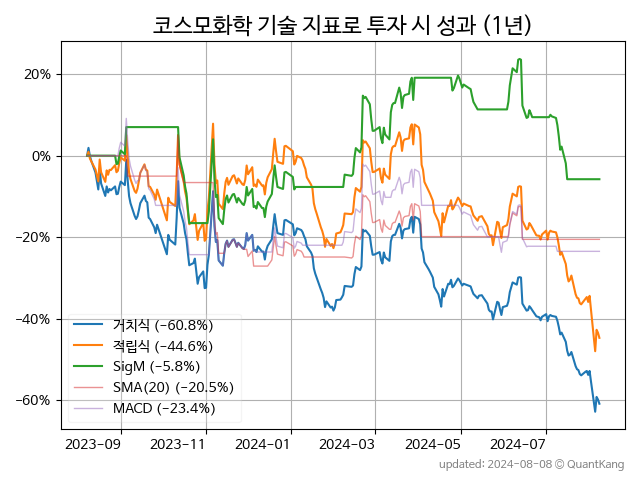 코스모화학 기술 지표로 투자 시 성과 (1년)
20%
0%
−20%
−40%
−60%
거치식 (−60.8%)
적립식 (−44.6%)
SigM (−5.8%)
SMA(20) (−20.5%)
MACD (−23.4%)
2023-09 2023-11 2024-01 2024-03 2024-05 2024-07
updated: 2024-08-08 © QuantKang